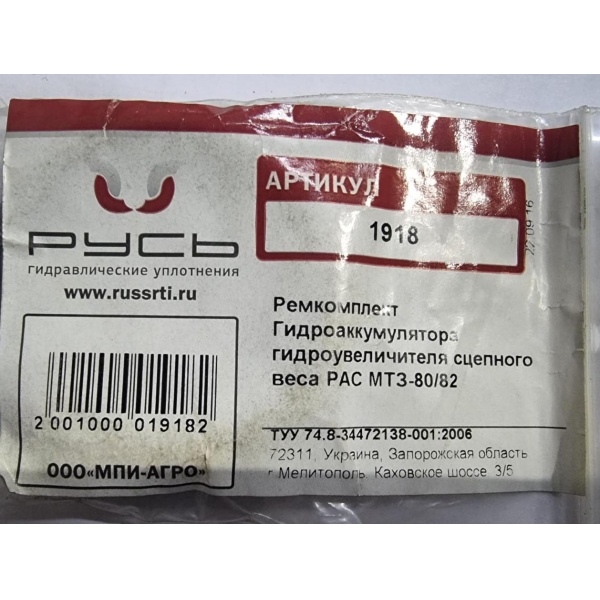 РУСЬ
гидравлические уплотнения
www.russrti.ru
АРТИКУЛ
1918
22.09.16
Ремкомплект
Гидроаккумулятора
гидроувеличителя сцепного
веса РАС МТЗ-80/82
2 001000 019182
ООО«МПИ-АГРО»
ТУУ 74.8-34472138-001:2006
72311, Украина, Запорожская область
г Мелитополь. Каховское шоссе. 3/5